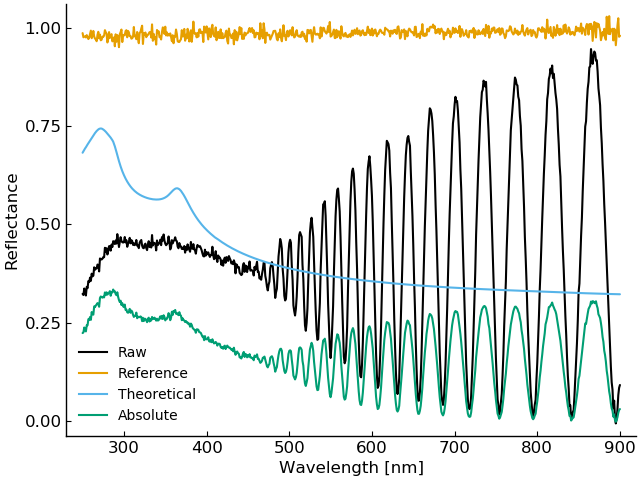 1.00
0.75
0.50
0.25
0.00
Reflectance
Raw
Reference
Theoretical
Absolute
300 400 500 600 700 800 900
Wavelength [nm]